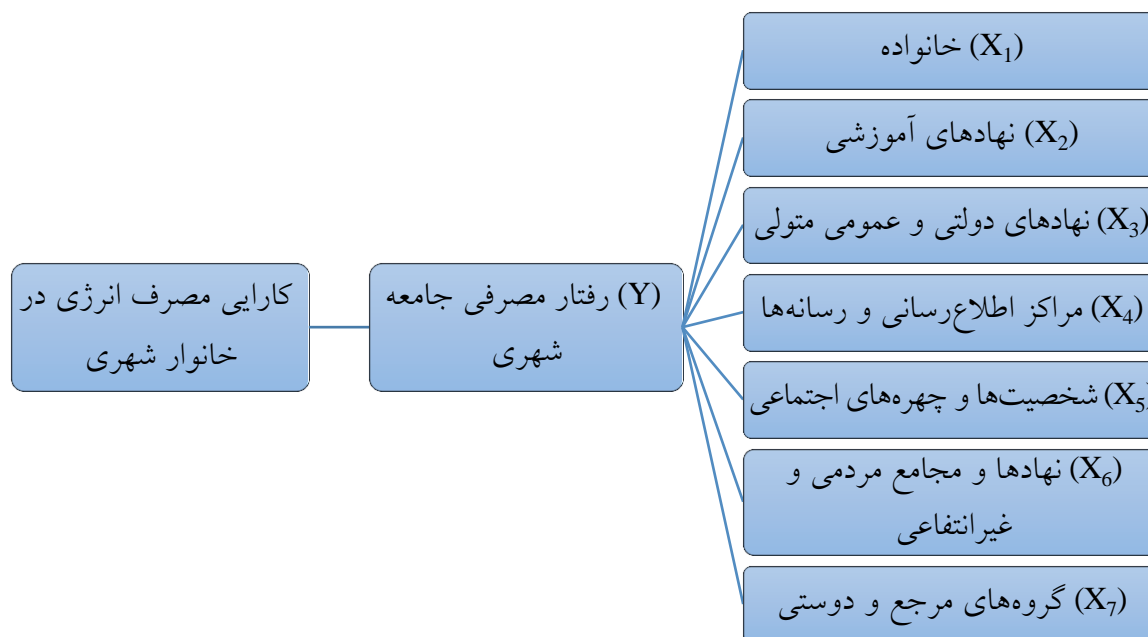 (X₁) خانواده
(X₂) نهادهای آموزشی
(X₃) نهادهای دولتی و عمومی متولی
(X₄) مراکز اطلاع‌رسانی و رسانه‌ها
(X₅) شخصیت‌ها و چهره‌های اجتماعی
(X₆) نهادها و مجامع مردمی و
غیرانتفاعی
(X₇) گروه‌های مرجع و دوستی
(Y) رفتار مصرفی جامعه
شهری
کارایی مصرف انرژی در
خانوار شهری